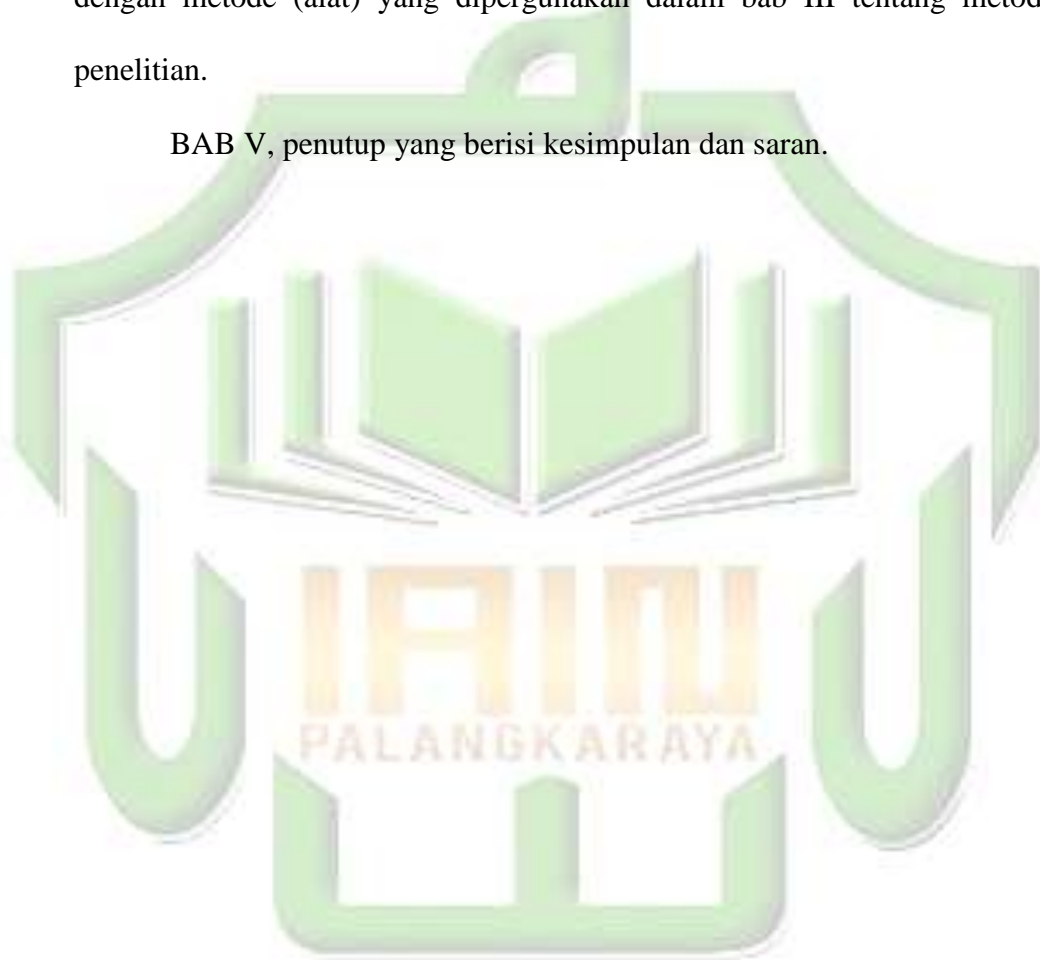 dengan metode (alat) yang dipergunakan dalam bab III tentang metod
penelitian.
BAB V, penutup yang berisi kesimpulan dan saran.
IAIN
PALANGKARAYA